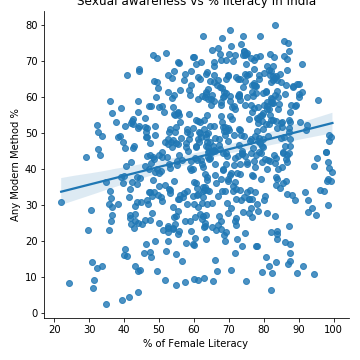 Sexual awareness vs % literacy in India
80
70
60
50
40
30
20
10
0
Any Modern Method %
20 30 40 50 60 70 80 90 100
% of Female Literacy